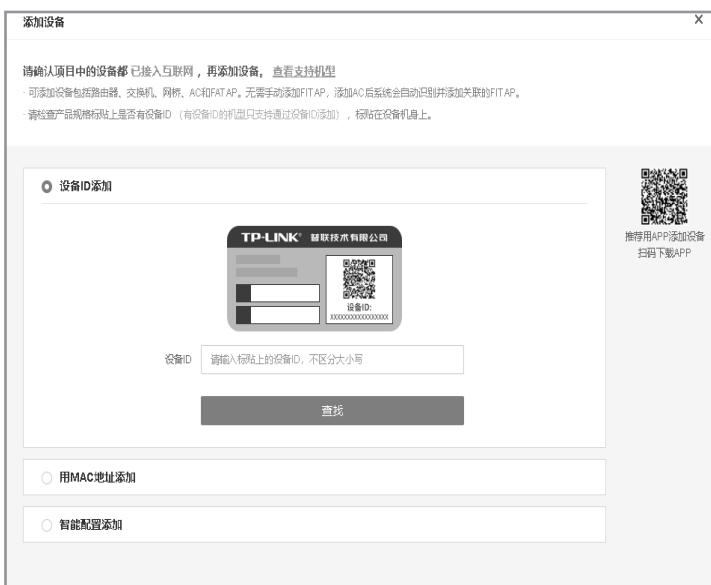 添加设备
X
请确认项目中的设备都 已接入互联网 ，再添加设备。 查看支持机型
· 可添加设备包括路由器、交换机、网桥、AC和FATAP。无需手动添加FITAP，添加AC后系统会自动识别并添加关联的FITAP。
· 请检查产品规格标贴上是否有设备ID （有设备ID的机型只支持通过设备ID添加），标贴在设备机身上。
设备ID添加
TP-LINK® 普联技术有限公司
设备ID:
XXXXXXXXXXXXXXXXX
设备ID 请输入标贴上的设备ID，不区分大小写
查找
推荐用APP添加设备
扫码下载APP
用MAC地址添加
智能配置添加